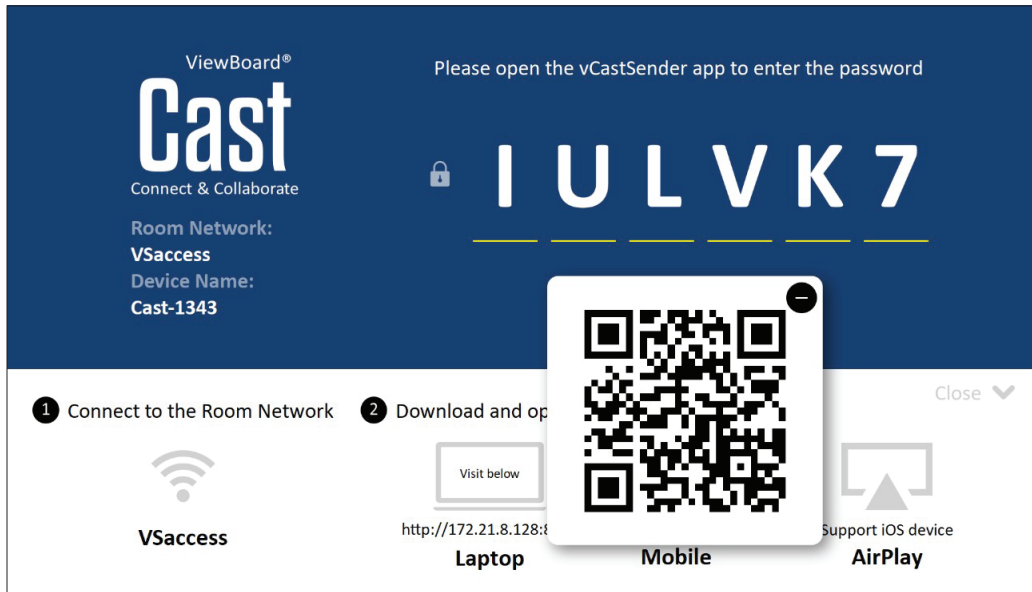 ViewBoard®
Cast
Connect & Collaborate
Room Network:
VSaccess
Device Name:
Cast-1343
Please open the vCastSender app to enter the password
I U L V K 7
1 Connect to the Room Network
2 Download and op
Close
VSaccess
Visit below
http://172.21.8.128:8
Laptop
Mobile
Support iOS device
AirPlay